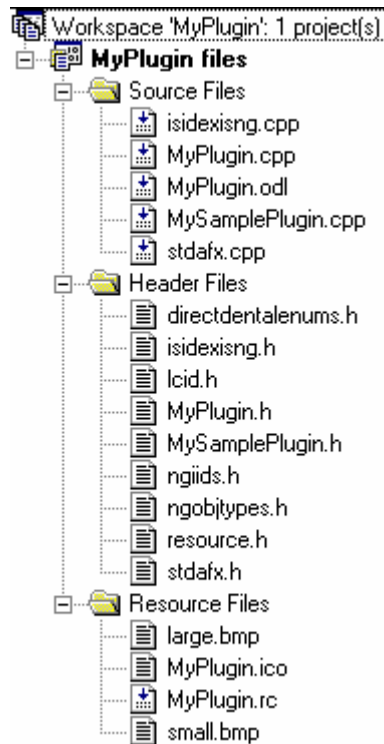 Workspace 'MyPlugin': 1 project(s)
MyPlugin files
Source Files
isidexisng.cpp
MyPlugin.cpp
MyPlugin.odl
MySamplePlugin.cpp
stdafx.cpp
Header Files
directdentalenums.h
isidexisng.h
lcid.h
MyPlugin.h
MySamplePlugin.h
ngiids.h
ngobjtypes.h
resource.h
stdafx.h
Resource Files
large.bmp
MyPlugin.ico
MyPlugin.rc
small.bmp